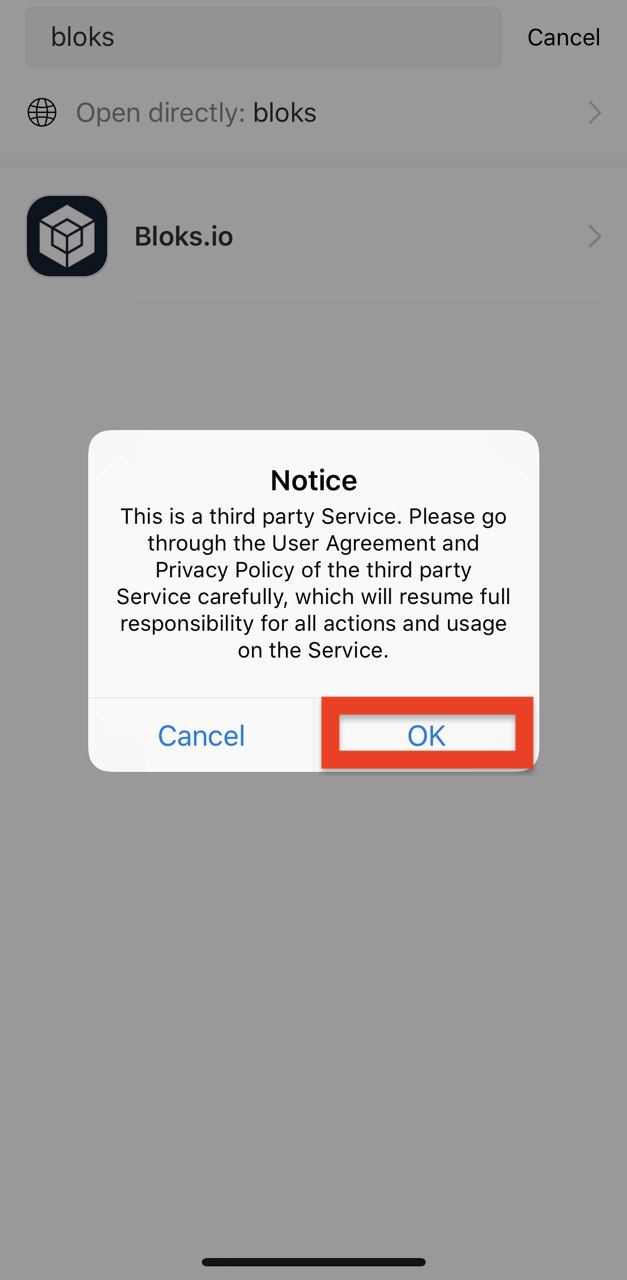 bloks
Cancel
Open directly: bloks
Bloks.io
Notice
This is a third party Service. Please go
through the User Agreement and
Privacy Policy of the third party
Service carefully, which will resume full
responsibility for all actions and usage
on the Service.
Cancel
OK